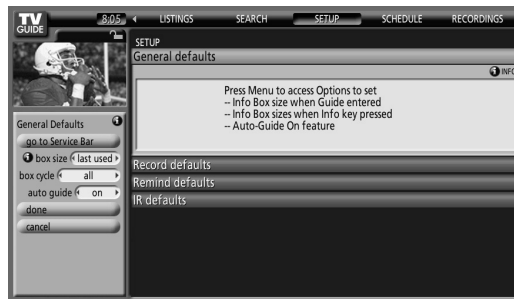 TV
GUIDE
8:05
LISTINGS SEARCH SETUP SCHEDULE RECORDINGS
SETUP
General defaults
INFO
Press Menu to access Options to set
-- Info Box size when Guide entered
-- Info Box sizes when Info key pressed
-- Auto-Guide On feature
Record defaults
Remind defaults
IR defaults
General Defaults
go to Service Bar
box size last used
box cycle all
auto guide on
done
cancel